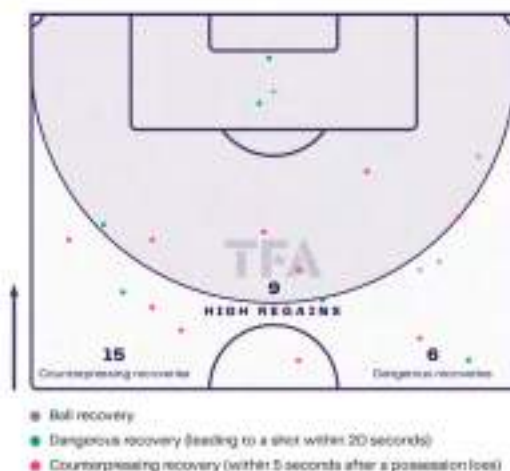 TFA
9
HIGH REGAINS
15
Counterpressing recoveries
6
Dangerous recoveries
Ball recovery
Dangerous recovery (leading to a shot within 20 seconds)
Counterpressing recovery (within 5 seconds after a possession loss)